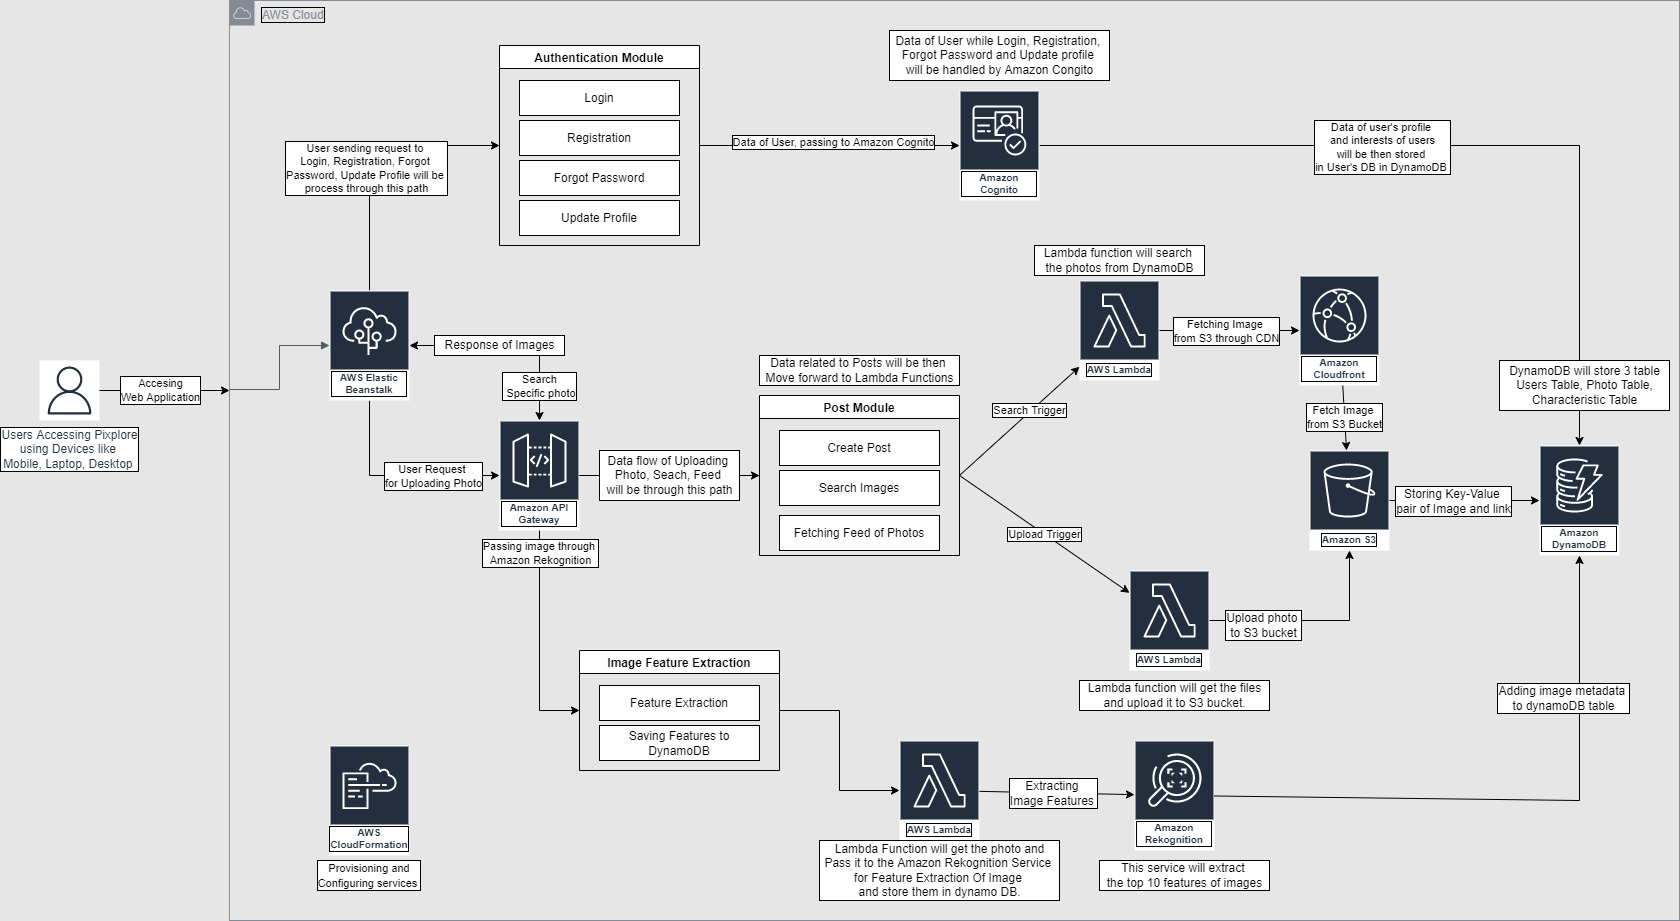 AWS Cloud
Authentication Module
Login
Registration
Forgot Password
Update Profile
Data of User while Login, Registration,
Forgot Password and Update profile
will be handled by Amazon Congito
User sending request to
Login, Registration, Forgot
Password, Update Profile will be
process through this path
Data of User, passing to Amazon Cognito
Amazon
Cognito
Data of user's profile
and interests of users
will be then stored
in User's DB in DynamoDB
Lambda function will search
the photos from DynamoDB
AWS Lambda
Fetching Image
from S3 through CDN
Amazon
Cloudfront
AWS Elastic
Beanstalk
Response of Images
Search
Specific photo
Accesing
Web Application
Users Accessing Pixplore
using Devices like
Mobile, Laptop, Desktop
User Request
for Uploading Photo
Amazon API
Gateway
Data flow of Uploading
Photo, Seach, Feed
will be through this path
Data related to Posts will be then
Move forward to Lambda Functions
Post Module
Create Post
Search Images
Fetching Feed of Photos
Search Trigger
Upload Trigger
Fetch Image
from S3 Bucket
DynamoDB will store 3 table
Users Table, Photo Table,
Characteristic Table
Amazon S3
Storing Key-Value
pair of Image and link
Amazon
DynamoDB
Passing image through
Amazon Rekognition
AWS Lambda
Upload photo
to S3 bucket
Lambda function will get the files
and upload it to S3 bucket.
Image Feature Extraction
Feature Extraction
Saving Features to
DynamoDB
Adding image metadata
to dynamoDB table
AWS
CloudFormation
Provisioning and
Configuring services
AWS Lambda
Lambda Function will get the photo and
Pass it to the Amazon Rekognition Service
for Feature Extraction Of Image
and store them in dynamo DB.
Extracting
Image Features
Amazon
Rekognition
This service will extract
the top 10 features of images